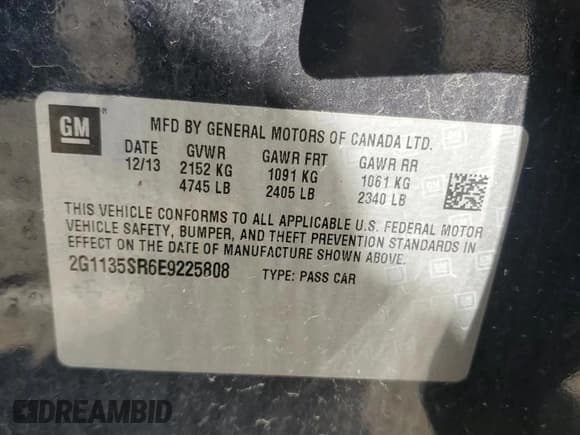 GM
MFD BY GENERAL MOTORS OF CANADA LTD.
DATE GVWR GAWR FRT GAWR RR
12/13 2152 KG 1091 KG 1061 KG
4745 LB 2405 LB 2340 LB
THIS VEHICLE CONFORMS TO ALL APPLICABLE U.S. FEDERAL MOTOR
VEHICLE SAFETY, BUMPER, AND THEFT PREVENTION STANDARDS IN
EFFECT ON THE DATE OF MANUFACTURE SHOWN ABOVE.
2G1135SR6E9225808 TYPE: PASS CAR
DREAMBID